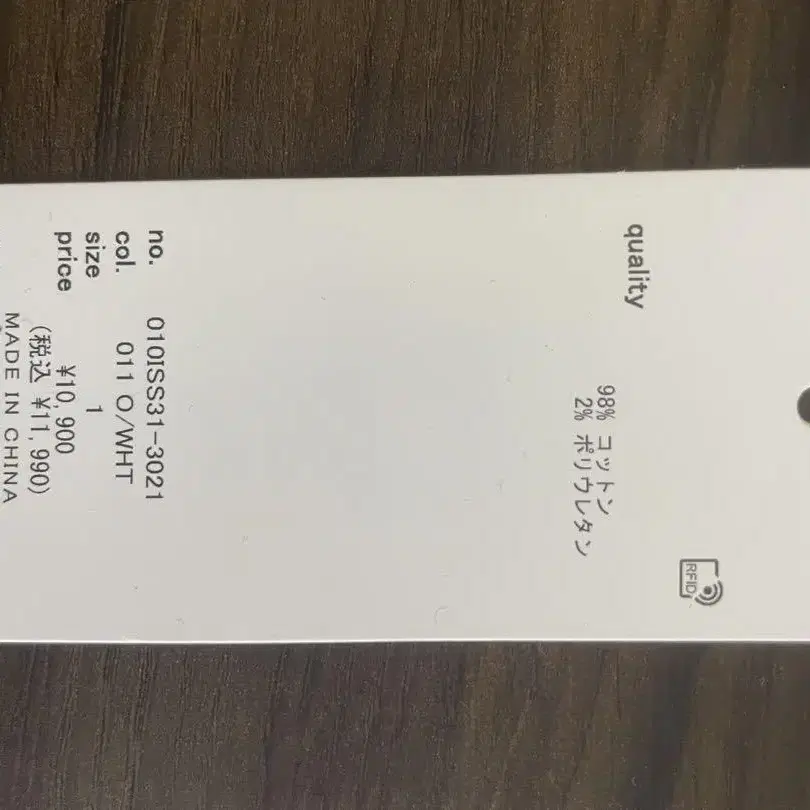 RFID
quality
98% コットン
2% ポリウレタン
no. 010ISS31-3021
col. 011 O/WHT
size 1
price ¥10,900
(税込 ¥11,990)
MADE IN CHINA